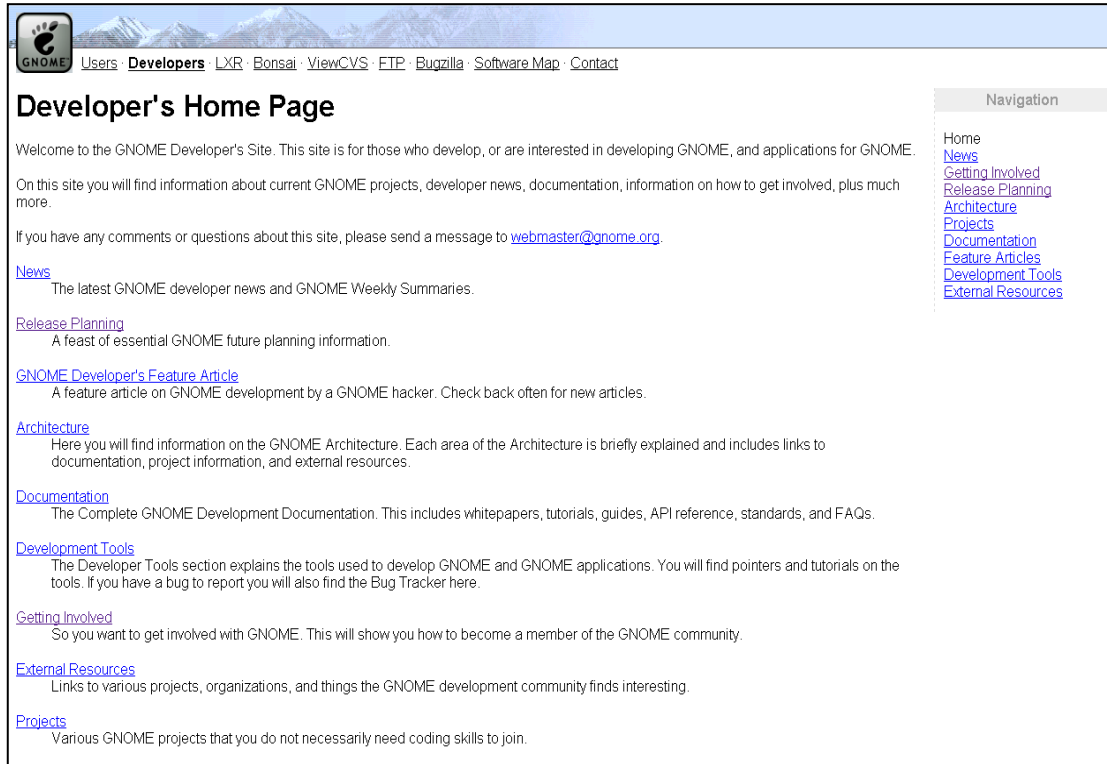 GNOME™
Users · Developers · LXR · Bonsai · ViewCVS · FTP · Bugzilla · Software Map · Contact
Developer's Home Page
Welcome to the GNOME Developer's Site. This site is for those who develop, or are interested in developing GNOME, and applications for GNOME.
On this site you will find information about current GNOME projects, developer news, documentation, information on how to get involved, plus much
more.
If you have any comments or questions about this site, please send a message to webmaster@gnome.org.
News
The latest GNOME developer news and GNOME Weekly Summaries.
Release Planning
A feast of essential GNOME future planning information.
GNOME Developer's Feature Article
A feature article on GNOME development by a GNOME hacker. Check back often for new articles.
Architecture
Here you will find information on the GNOME Architecture. Each area of the Architecture is briefly explained and includes links to
documentation, project information, and external resources.
Documentation
The Complete GNOME Development Documentation. This includes whitepapers, tutorials, guides, API reference, standards, and FAQs.
Development Tools
The Developer Tools section explains the tools used to develop GNOME and GNOME applications. You will find pointers and tutorials on the
tools. If you have a bug to report you will also find the Bug Tracker here.
Getting Involved
So you want to get involved with GNOME. This will show you how to become a member of the GNOME community.
External Resources
Links to various projects, organizations, and things the GNOME development community finds interesting.
Projects
Various GNOME projects that you do not necessarily need coding skills to join.
Navigation
Home
News
Getting Involved
Release Planning
Architecture
Projects
Documentation
Feature Articles
Development Tools
External Resources